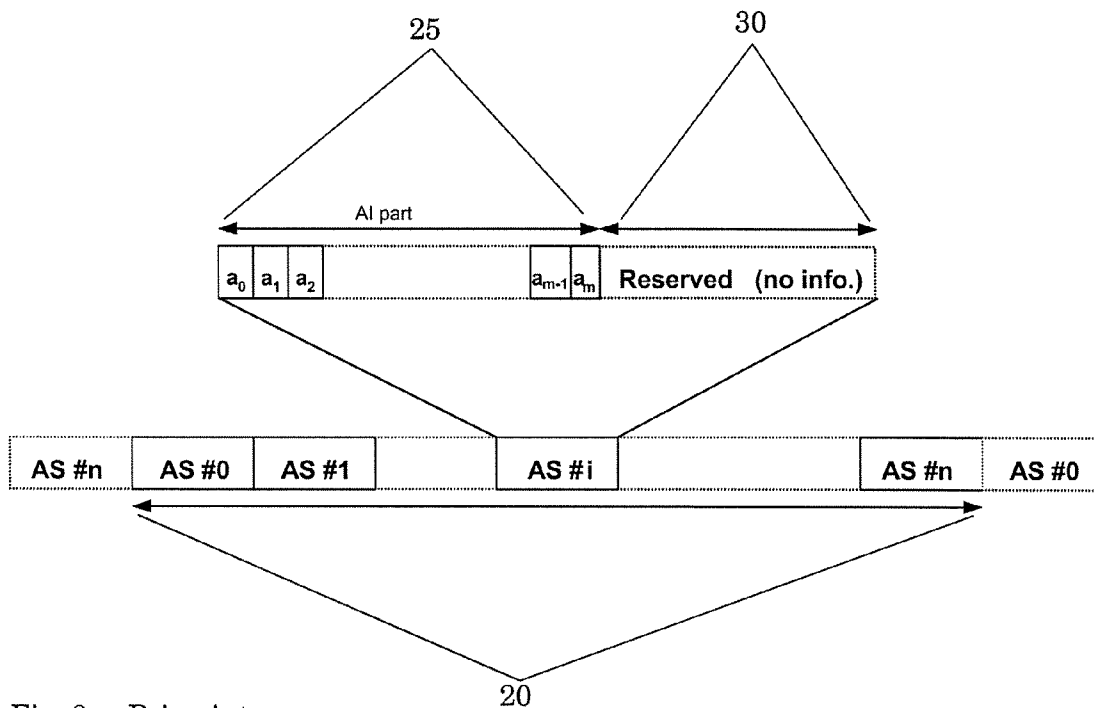 25 30
AI part
a0 a1 a2 am-1 am Reserved (no info.)
AS #n AS #0 AS #1 AS #i AS #n AS #0
20